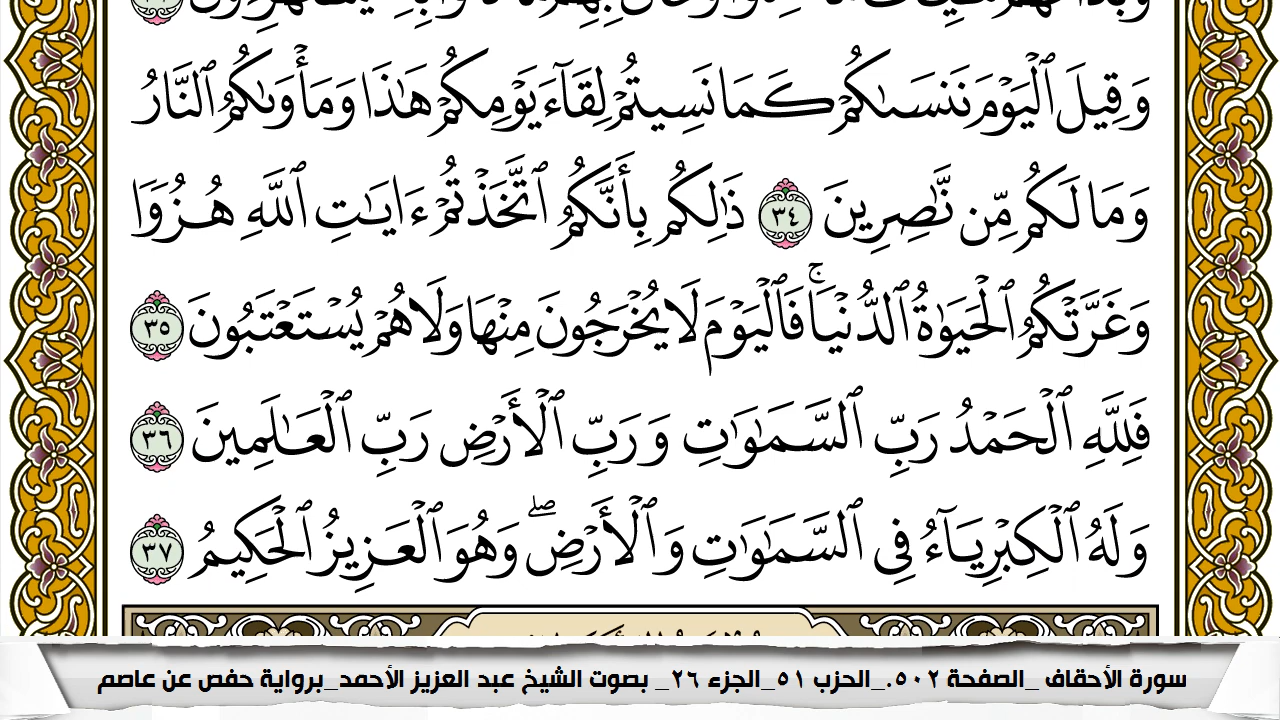 وَقِيلَ ٱلْيَوْمَ نَنسَىٰكُمْ كَمَا نَسِيتُمْ لِقَآءَ يَوْمِكُمْ هَٰذَا وَمَأْوَىٰكُمُ ٱلنَّارُ
وَمَا لَكُم مِّن نَّٰصِرِينَ ٣٤ ذَٰلِكُم بِأَنَّكُمُ ٱتَّخَذْتُمْ ءَايَٰتِ ٱللَّهِ هُزُوًا
وَغَرَّتْكُمُ ٱلْحَيَوٰةُ ٱلدُّنْيَا ۚ فَٱلْيَوْمَ لَا يُخْرَجُونَ مِنْهَا وَلَا هُمْ يُسْتَعْتَبُونَ ٣٥
فَلِلَّهِ ٱلْحَمْدُ رَبِّ ٱلسَّمَٰوَٰتِ وَرَبِّ ٱلْأَرْضِ رَبِّ ٱلْعَٰلَمِينَ ٣٦
وَلَهُ ٱلْكِبْرِيَآءُ فِى ٱلسَّمَٰوَٰتِ وَٱلْأَرْضِ ۖ وَهُوَ ٱلْعَزِيزُ ٱلْحَكِيمُ ٣٧
سورة الأحقاف _الصفحة ٥٠٢._الحزب ٥١_الجزء ٢٦_ بصوت الشيخ عبد العزيز الأحمد_برواية حفص عن عاصم